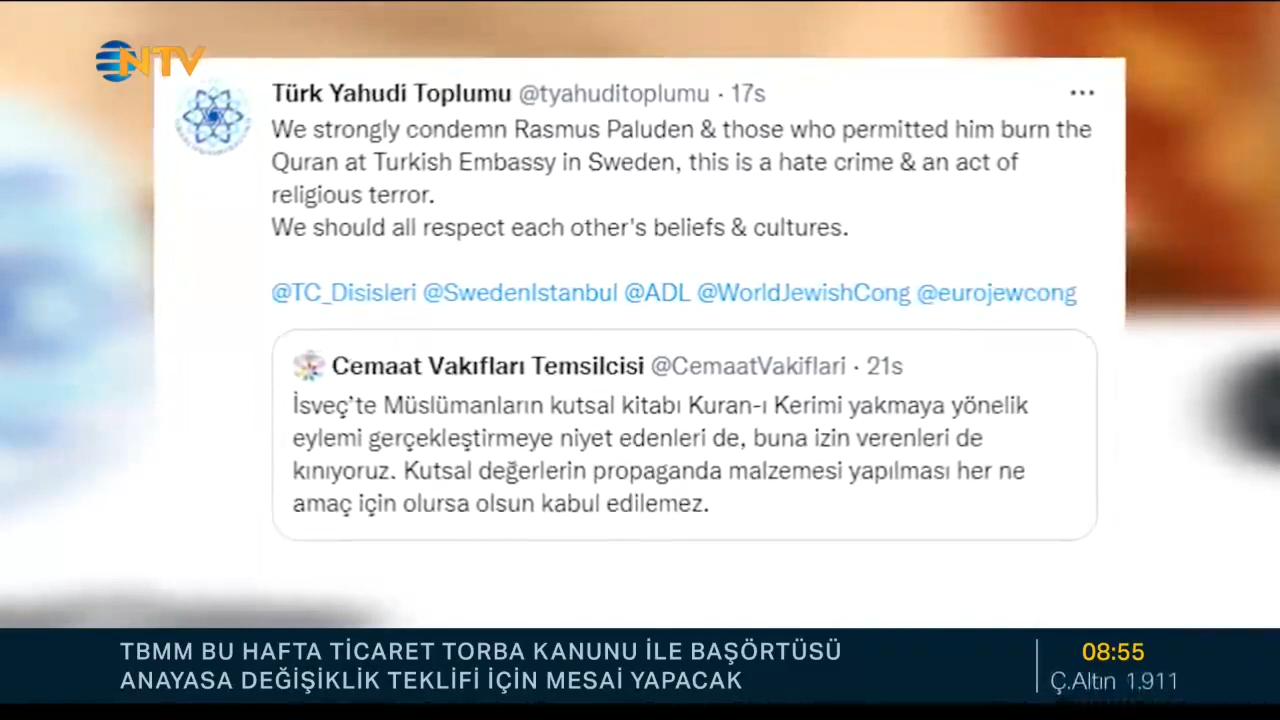 NTV
Türk Yahudi Toplumu @tyahuditoplumu · 17s
We strongly condemn Rasmus Paluden & those who permitted him burn the
Quran at Turkish Embassy in Sweden, this is a hate crime & an act of
religious terror.
We should all respect each other's beliefs & cultures.
@TC_Disisleri @SwedenIstanbul @ADL @WorldJewishCong @eurojewcong
Cemaat Vakıfları Temsilcisi @CemaatVakiflari · 21s
İsveç’te Müslümanların kutsal kitabı Kuran-ı Kerimi yakmaya yönelik
eylemi gerçekleştirmeye niyet edenleri de, buna izin verenleri de
kınıyoruz. Kutsal değerlerin propaganda malzemesi yapılması her ne
amaç için olursa olsun kabul edilemez.
TBMM BU HAFTA TİCARET TORBA KANUNU İLE BAŞÖRTÜSÜ
ANAYASA DEĞİŞİKLİK TEKLİFİ İÇİN MESAİ YAPACAK
08:55
Ç.Altın 1.911